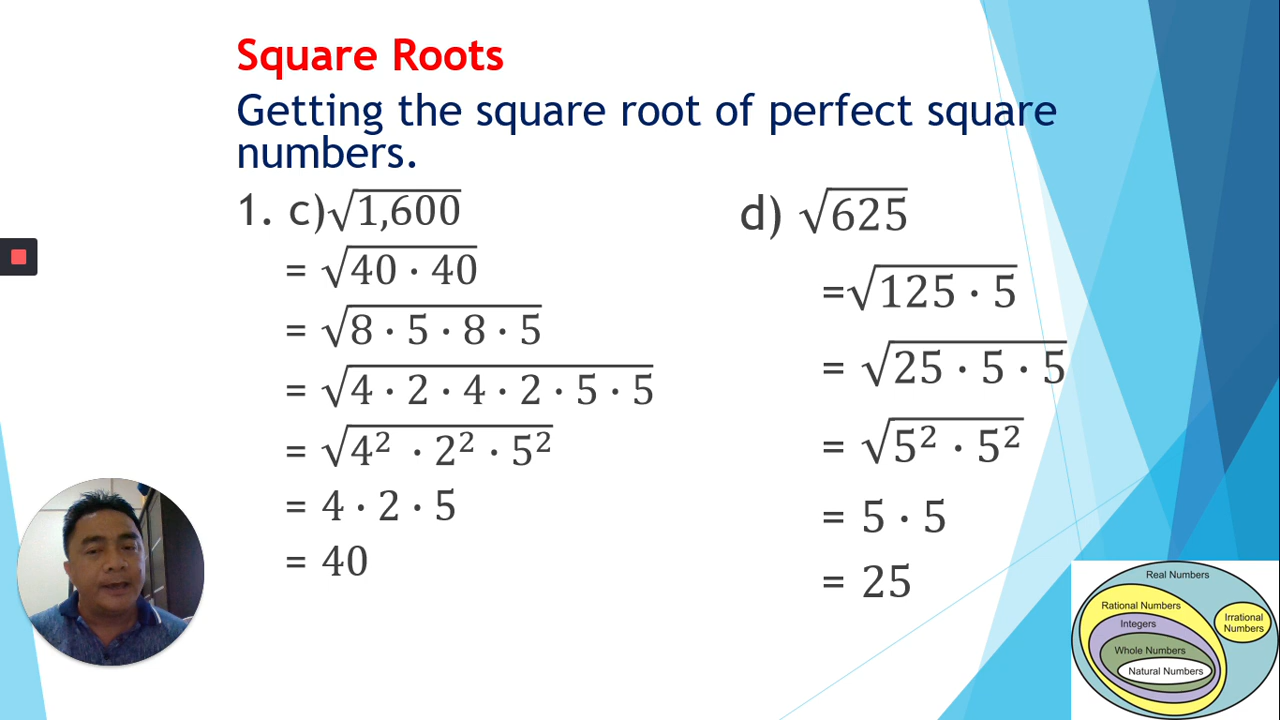 Square Roots
Getting the square root of perfect square
numbers.
1. c)√1,600
= √40 · 40
= √8 · 5 · 8 · 5
= √4 · 2 · 4 · 2 · 5 · 5
= √4² · 2² · 5²
= 4 · 2 · 5
= 40
d) √625
=√125 · 5
= √25 · 5 · 5
= √5² · 5²
= 5 · 5
= 25
Real Numbers
Rational Numbers
Irrational
Numbers
Integers
Whole Numbers
Natural Numbers